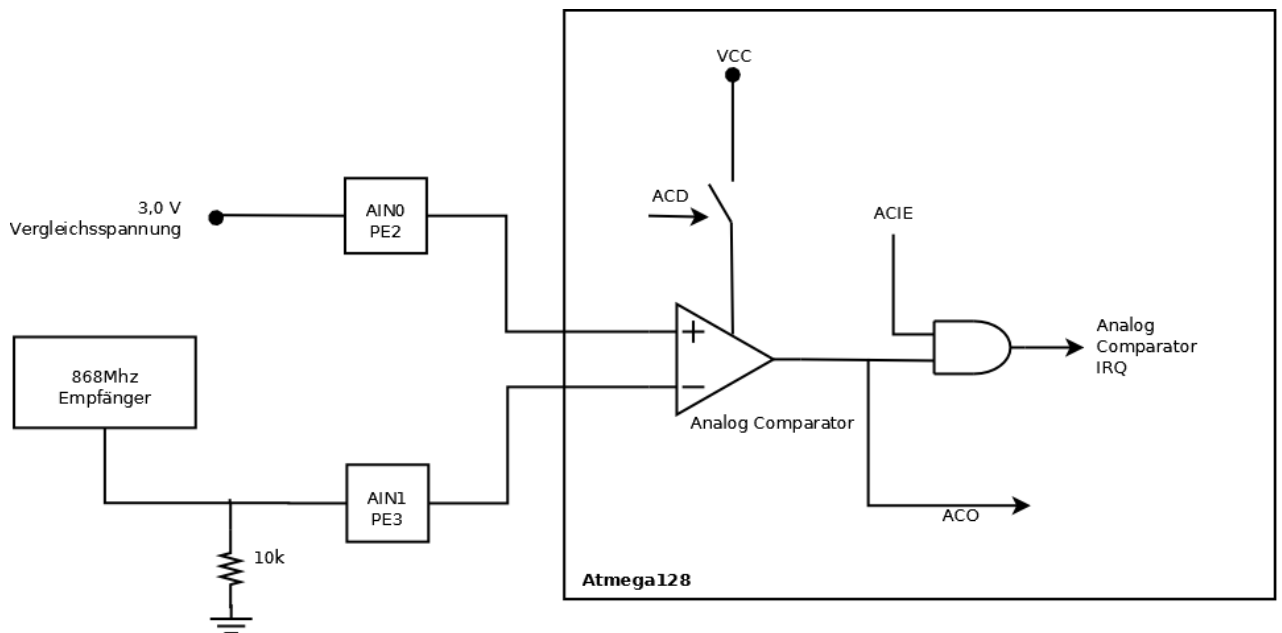 VCC
ACD
3,0 V
Vergleichsspannung
AIN0
PE2
ACIE
+
Analog
Comparator
IRQ
868Mhz
Empfänger
−
Analog Comparator
AIN1
PE3
ACO
10k
Atmega128